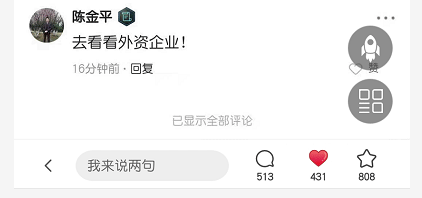 陈金平
去看看外资企业！
16分钟前·回复
赞
已显示全部评论
我来说两句
513
431
808